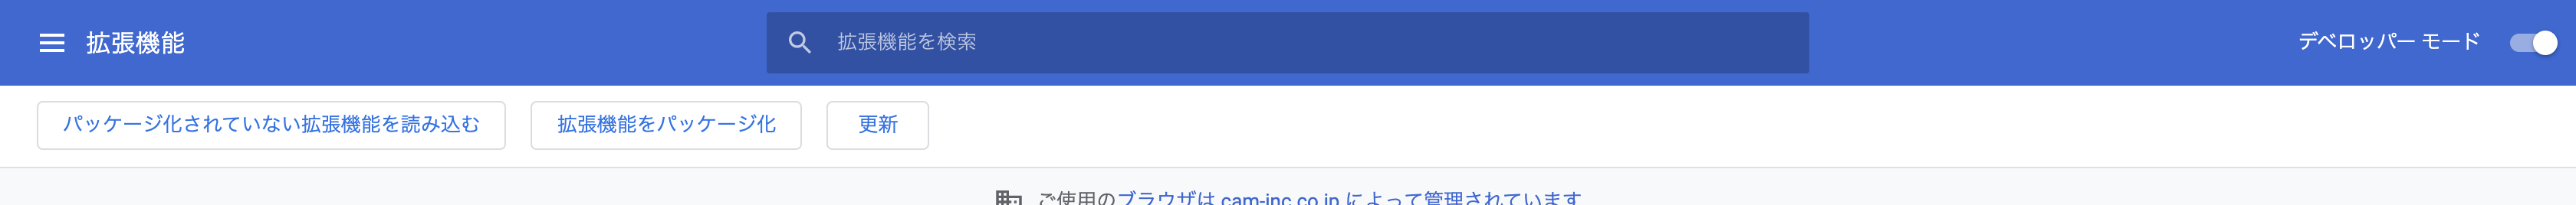 拡張機能
拡張機能を検索
デベロッパー モード
パッケージ化されていない拡張機能を読み込む
拡張機能をパッケージ化
更新
ご使用のブラウザは cam-inc.co.jp によって管理されています